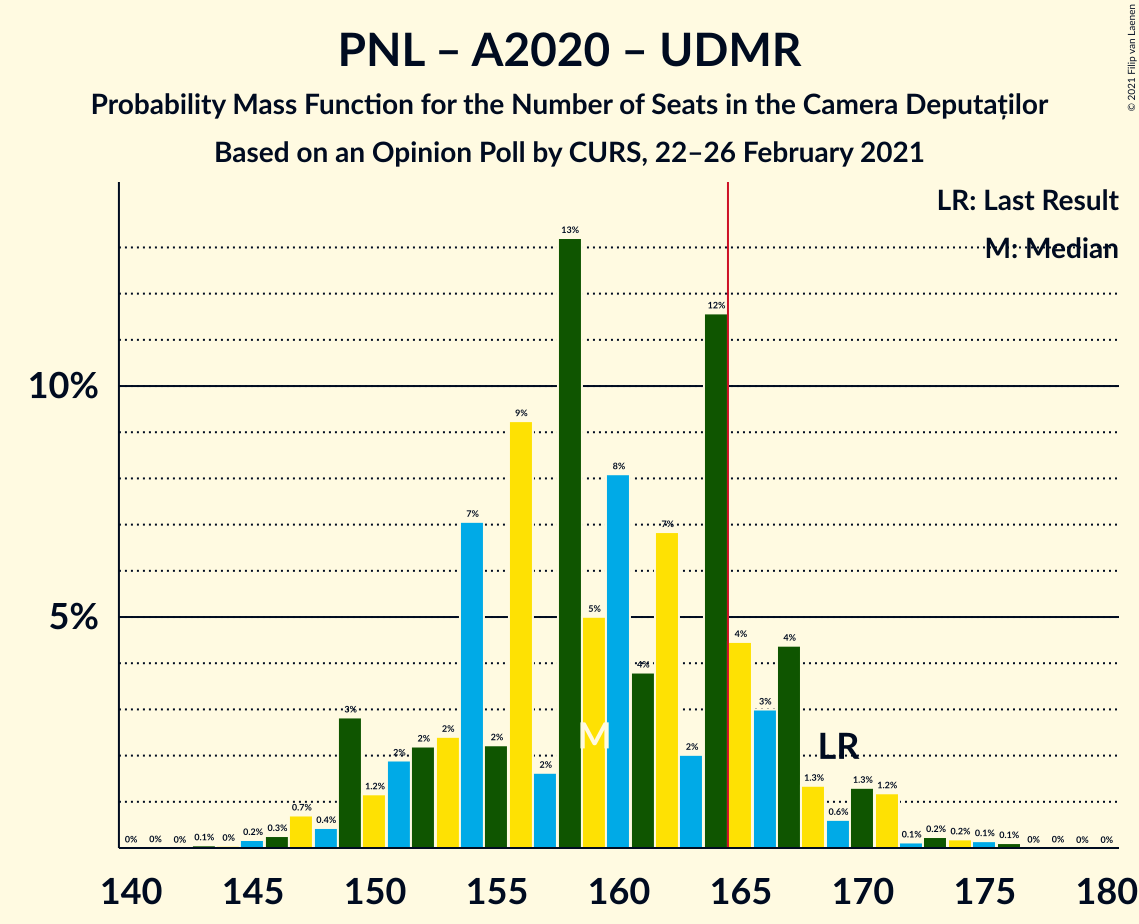 PNL – A2020 – UDMR
Probability Mass Function for the Number of Seats in the Camera Deputaților
Based on an Opinion Poll by CURS, 22–26 February 2021
© 2021 Filip van Laenen
LR: Last Result
M: Median
10%
5%
0% 0% 0% 0.1% 0% 0.2% 0.3% 0.7% 0.4% 3% 1.2% 2% 2% 2% 7% 2% 9% 2% 13% 5% 8% 4% 7% 2% 12% 4% 3% 4% 1.3% 0.6% 1.3% 1.2% 0.1% 0.2% 0.2% 0.1% 0.1% 0% 0% 0% 0%
M
LR
140 145 150 155 160 165 170 175 180